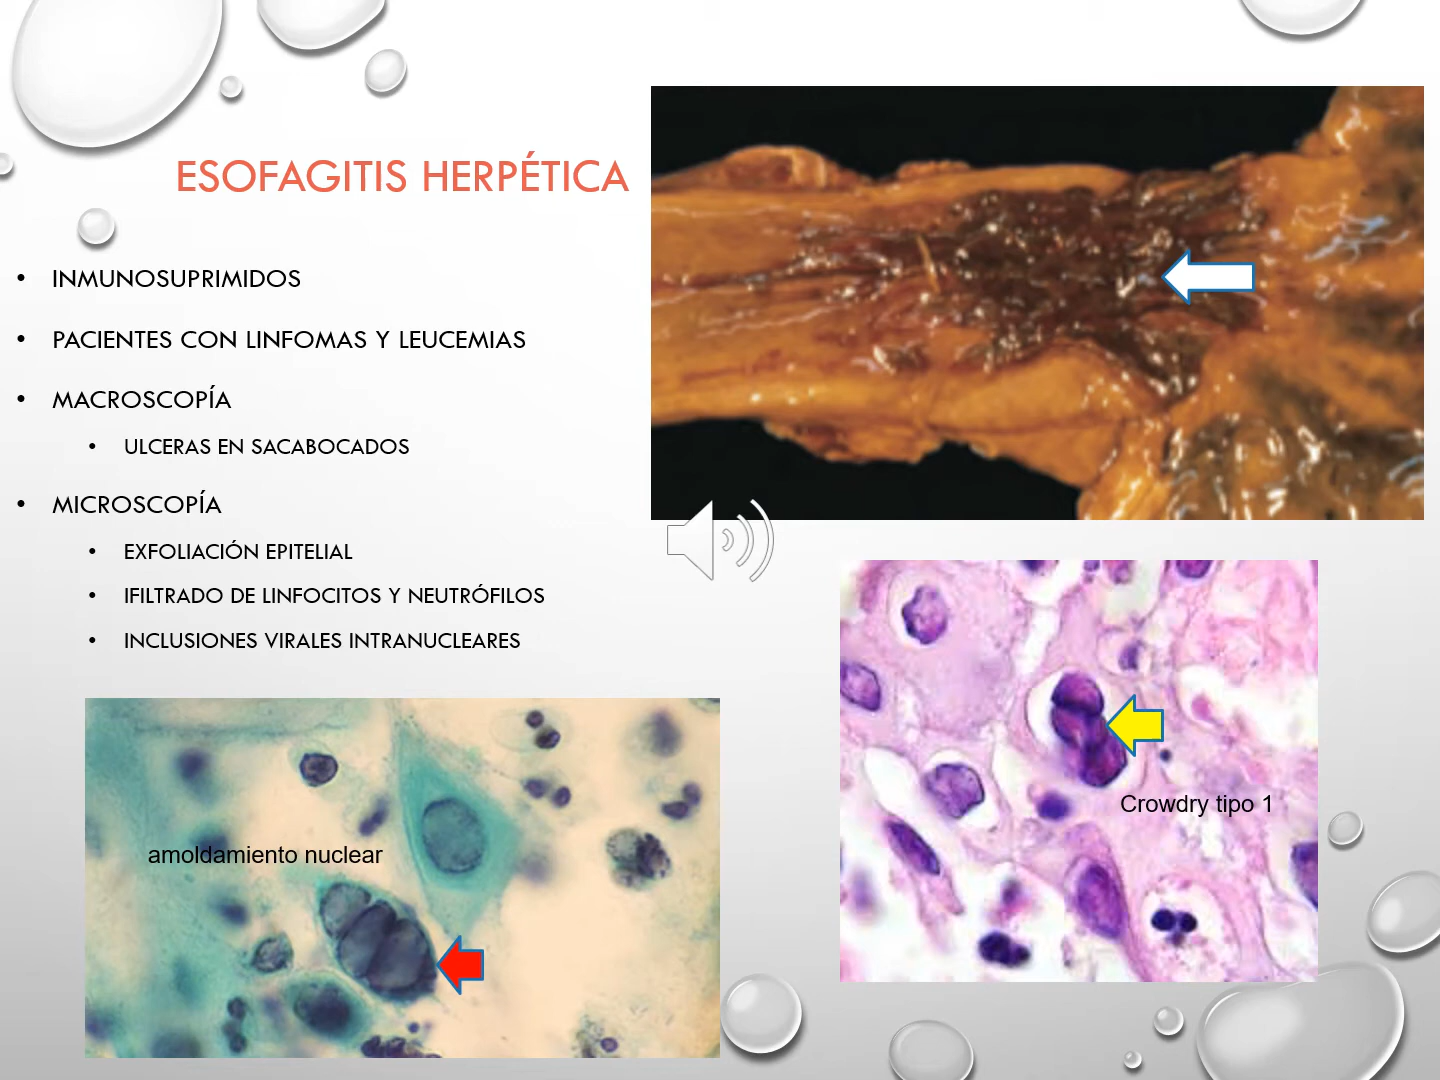 ESOFAGITIS HERPÉTICA
• INMUNOSUPRIMIDOS
• PACIENTES CON LINFOMAS Y LEUCEMIAS
• MACROSCOPÍA
• ULCERAS EN SACABOCADOS
• MICROSCOPÍA
• EXFOLIACIÓN EPITELIAL
• IFILTRADO DE LINFOCITOS Y NEUTRÓFILOS
• INCLUSIONES VIRALES INTRANUCLEARES
amoldamiento nuclear
Crowdry tipo 1